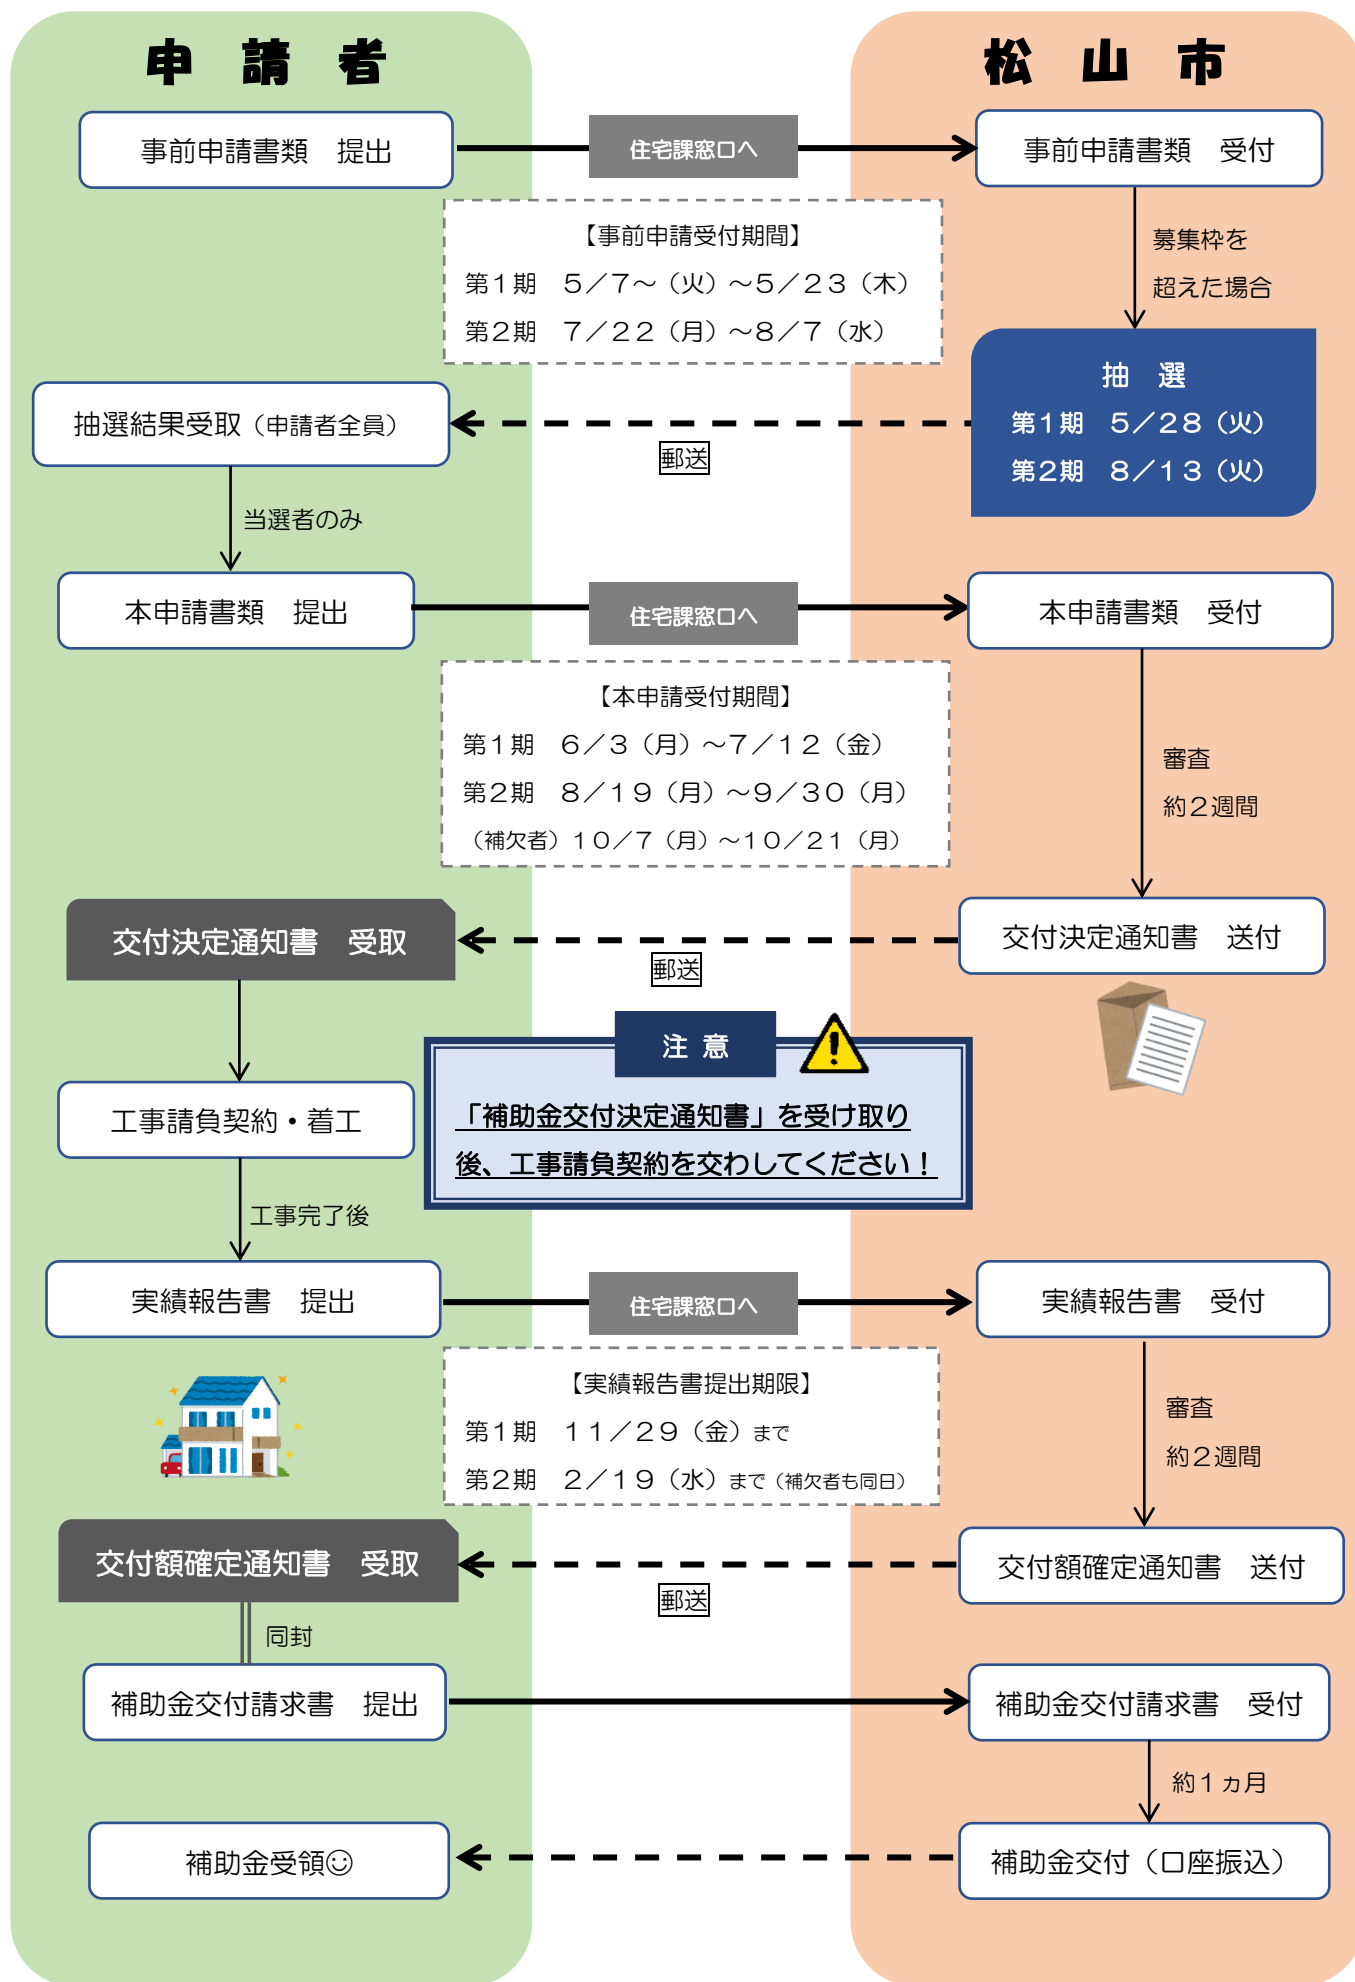 申　請　者
松　山　市
事前申請書類　提出
住宅課窓口へ
事前申請書類　受付
【事前申請受付期間】
第１期　５／７～（火）～５／２３（木）
第２期　７／２２（月）～８／７（水）
募集枠を
超えた場合
抽　選
第１期　５／２８（火）
第２期　８／１３（火）
抽選結果受取（申請者全員）
郵送
当選者のみ
本申請書類　提出
住宅課窓口へ
本申請書類　受付
【本申請受付期間】
第１期　６／３（月）～７／１２（金）
第２期　８／１９（月）～９／３０（月）
（補欠者）１０／７（月）～１０／２１（月）
審査
約２週間
交付決定通知書　受取
郵送
交付決定通知書　送付
注 意
「補助金交付決定通知書」を受け取り
後、工事請負契約を交わしてください！
工事請負契約・着工
工事完了後
実績報告書　提出
住宅課窓口へ
実績報告書　受付
【実績報告書提出期限】
第１期　１１／２９（金）まで
第２期　２／１９（水）まで（補欠者も同日）
審査
約２週間
交付額確定通知書　受取
郵送
交付額確定通知書　送付
同封
補助金交付請求書　提出
補助金交付請求書　受付
約１ヵ月
補助金受領☺
補助金交付（口座振込）